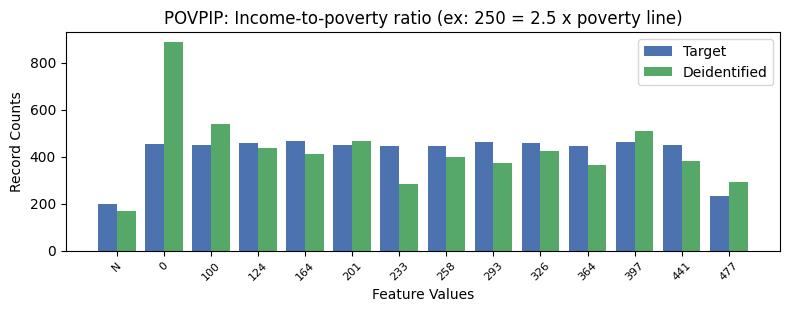 POVPIP: Income-to-poverty ratio (ex: 250 = 2.5 x poverty line)
Target
Deidentified
Record Counts
800
600
400
200
0
N 0 100 124 164 201 233 258 293 326 364 397 441 477
Feature Values